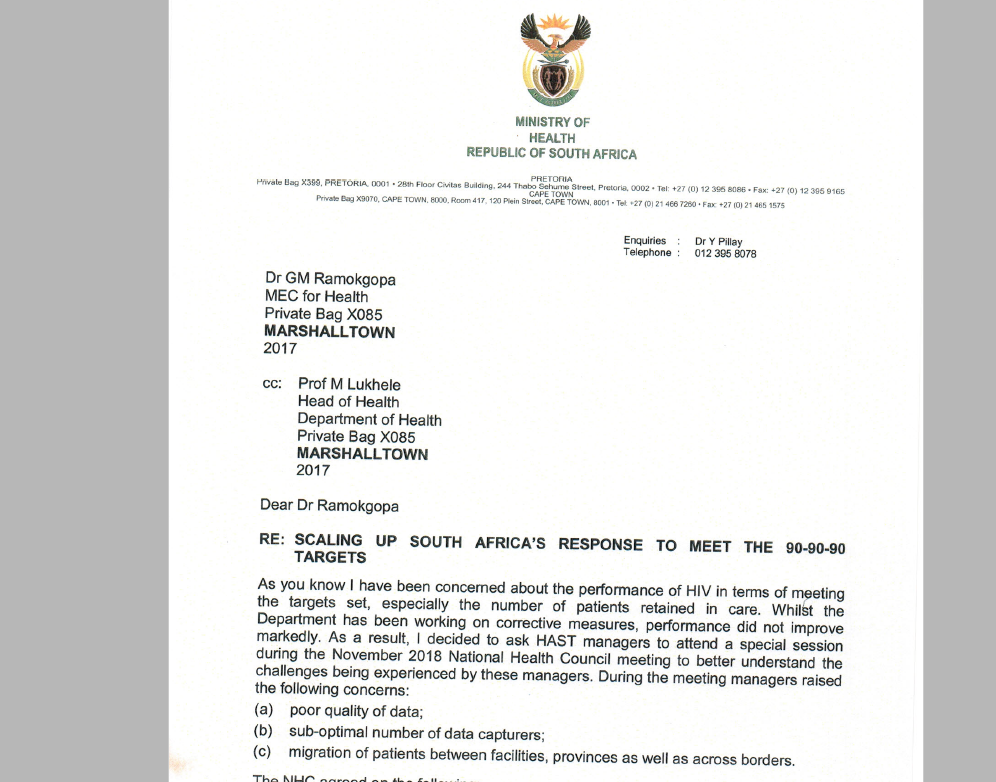 MINISTRY OF
HEALTH
REPUBLIC OF SOUTH AFRICA
PRETORIA
Private Bag X399, PRETORIA, 0001 • 28th Floor Civitas Building, 244 Thabo Sehume Street, Pretoria, 0002 • Tel: +27 (0) 12 395 8086 • Fax: +27 (0) 12 395 9165
CAPE TOWN
Private Bag X9070, CAPE TOWN, 8000, Room 417, 120 Plein Street, CAPE TOWN, 8001 • Tel: +27 (0) 21 466 7260 • Fax: +27 (0) 21 465 1575
Enquiries : Dr Y Pillay
Telephone : 012 395 8078
Dr GM Ramokgopa
MEC for Health
Private Bag X085
MARSHALLTOWN
2017
cc: Prof M Lukhele
Head of Health
Department of Health
Private Bag X085
MARSHALLTOWN
2017
Dear Dr Ramokgopa
RE: SCALING UP SOUTH AFRICA'S RESPONSE TO MEET THE 90-90-90
TARGETS
As you know I have been concerned about the performance of HIV in terms of meeting
the targets set, especially the number of patients retained in care. Whilst the
Department has been working on corrective measures, performance did not improve
markedly. As a result, I decided to ask HAST managers to attend a special session
during the November 2018 National Health Council meeting to better understand the
challenges being experienced by these managers. During the meeting managers raised
the following concerns:
(a) poor quality of data;
(b) sub-optimal number of data capturers;
(c) migration of patients between facilities, provinces as well as across borders.
The NHC agreed on the following